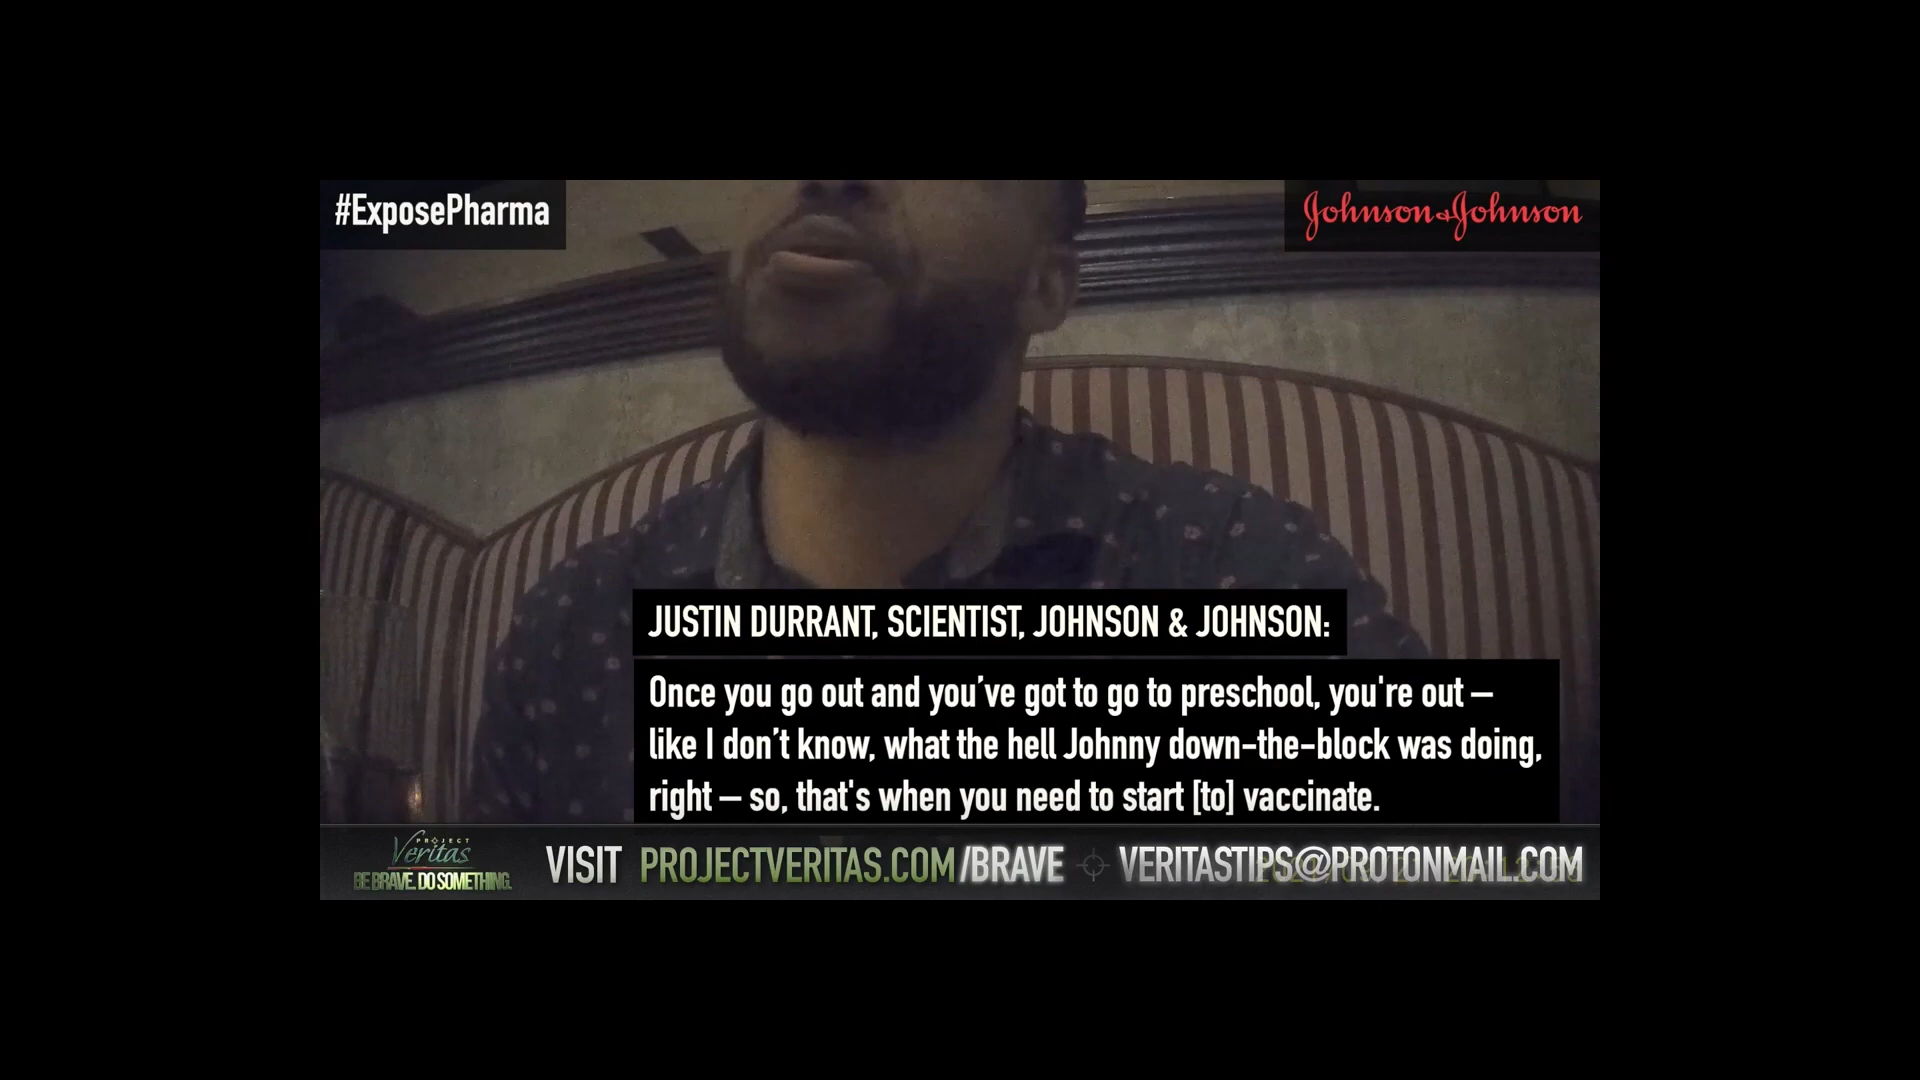 #ExposePharma
Johnson & Johnson
JUSTIN DURRANT, SCIENTIST, JOHNSON & JOHNSON:
Once you go out and you’ve got to go to preschool, you're out –
like I don’t know, what the hell Johnny down-the-block was doing,
right – so, that's when you need to start [to] vaccinate.
PROJECT
Veritas
BE BRAVE. DO SOMETHING.
VISIT PROJECTVERITAS.COM/BRAVE VERITASTIPS@PROTONMAIL.COM